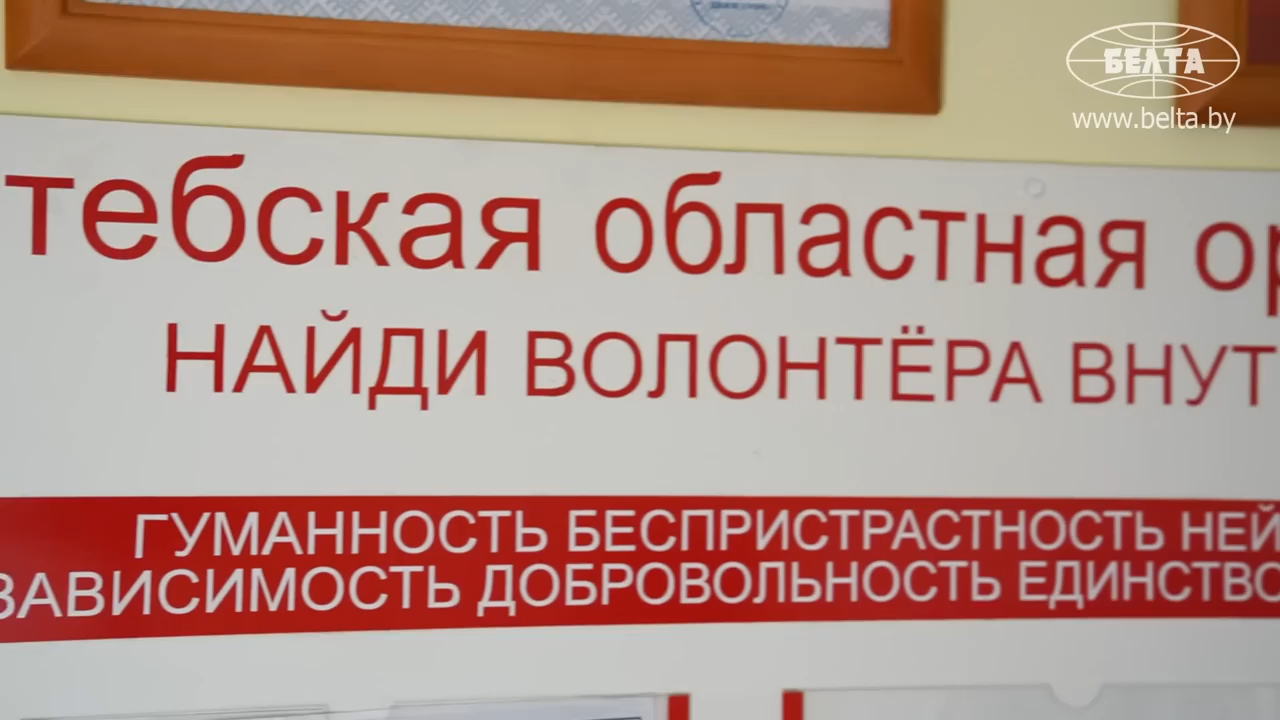 БЕЛТА
www.belta.by
тебская областная ор
НАЙДИ ВОЛОНТЁРА ВНУТ
ГУМАННОСТЬ БЕСПРИСТРАСТНОСТЬ НЕЙ
ЗАВИСИМОСТЬ ДОБРОВОЛЬНОСТЬ ЕДИНСТВО